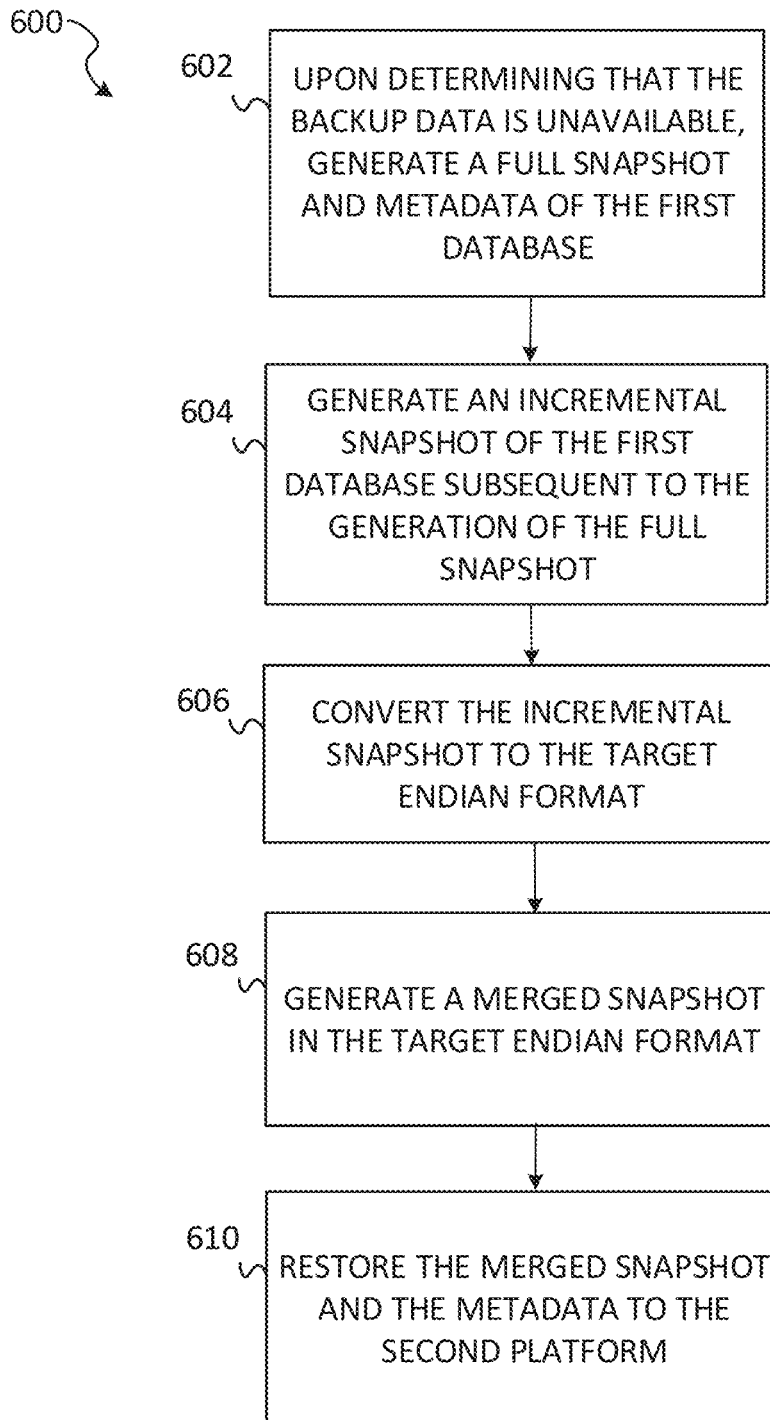 600
602
UPON DETERMINING THAT THE
BACKUP DATA IS UNAVAILABLE,
GENERATE A FULL SNAPSHOT
AND METADATA OF THE FIRST
DATABASE
604
GENERATE AN INCREMENTAL
SNAPSHOT OF THE FIRST
DATABASE SUBSEQUENT TO THE
GENERATION OF THE FULL
SNAPSHOT
606
CONVERT THE INCREMENTAL
SNAPSHOT TO THE TARGET
ENDIAN FORMAT
608
GENERATE A MERGED SNAPSHOT
IN THE TARGET ENDIAN FORMAT
610
RESTORE THE MERGED SNAPSHOT
AND THE METADATA TO THE
SECOND PLATFORM